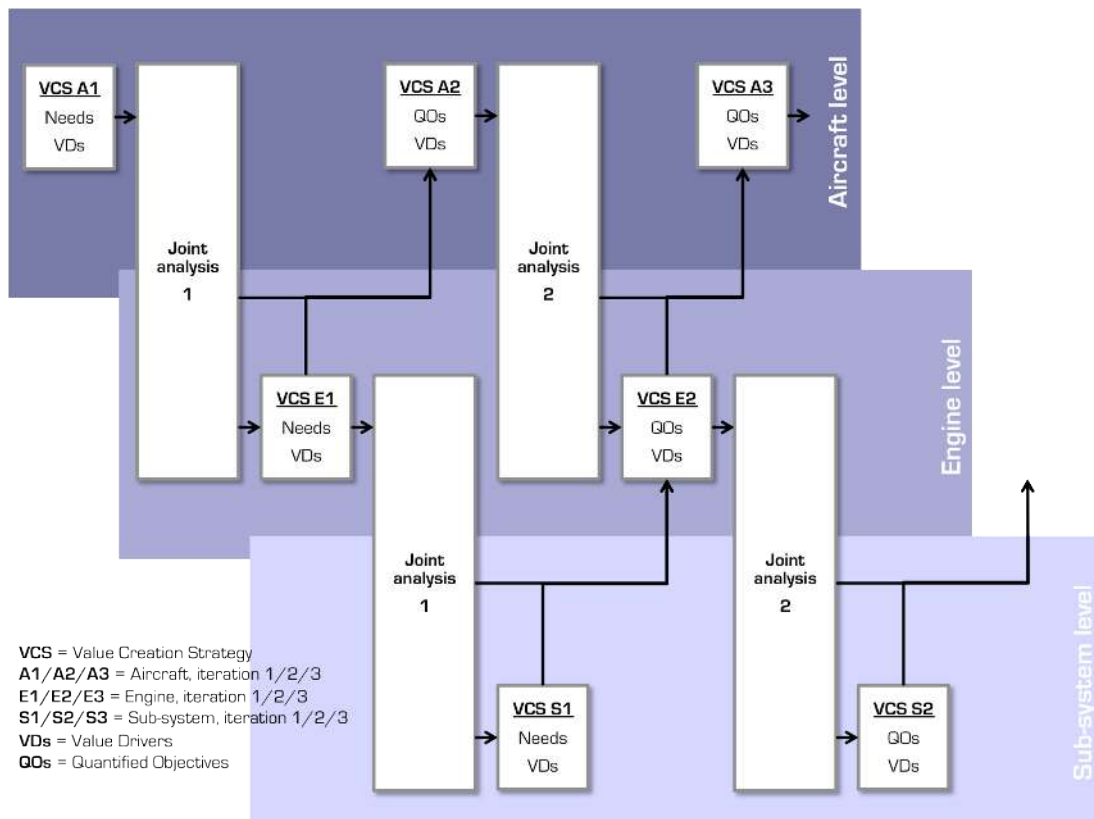 VCS A1
Needs
VDs
VCS A2
QOs
VDs
VCS A3
QOs
VDs
Aircraft level
Joint
analysis
1
Joint
analysis
2
VCS E1
Needs
VDs
VCS E2
QOs
VDs
Engine level
Joint
analysis
1
Joint
analysis
2
VCS S1
Needs
VDs
VCS S2
QOs
VDs
Sub-system level
VCS = Value Creation Strategy
A1/A2/A3 = Aircraft, iteration 1/2/3
E1/E2/E3 = Engine, iteration 1/2/3
S1/S2/S3 = Sub-system, iteration 1/2/3
VDs = Value Drivers
QOs = Quantified Objectives